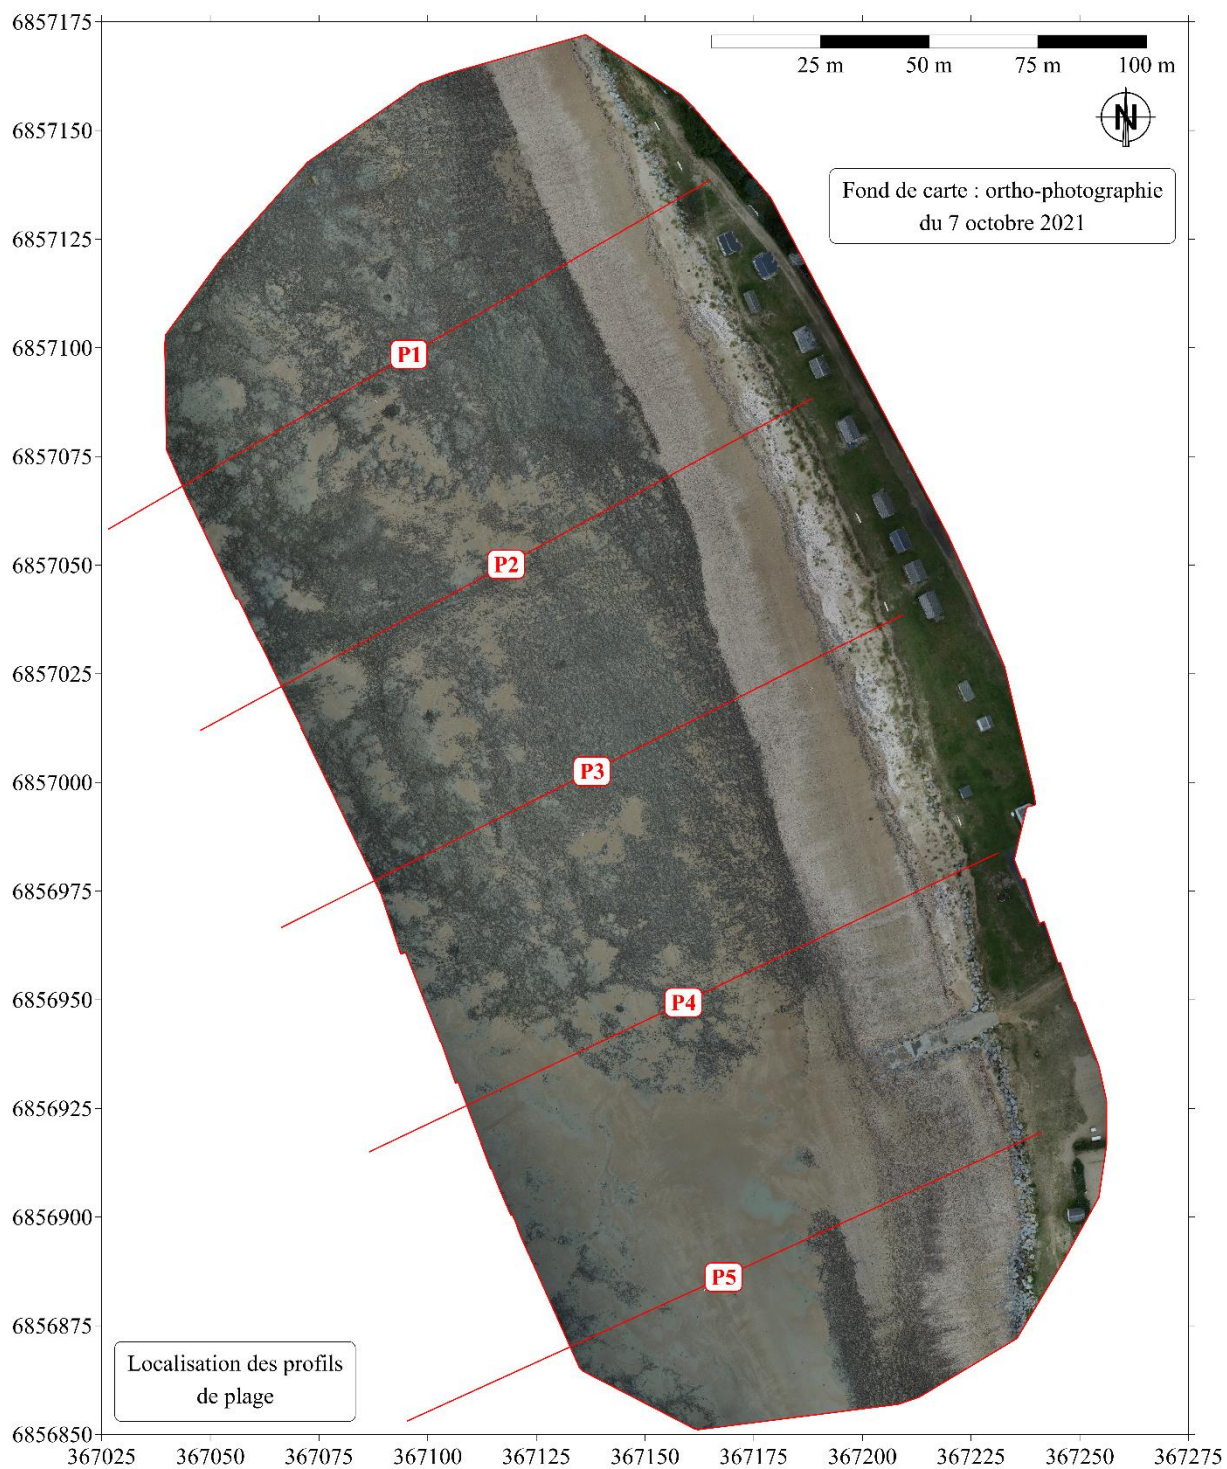 6857175
25 m 50 m 75 m 100 m
6857150
N
Fond de carte : ortho-photographie
du 7 octobre 2021
6857125
6857100
P1
6857075
6857050
P2
6857025
P3
6857000
6856975
6856950
P4
6856925
6856900
P5
6856875
Localisation des profils
de plage
6856850
367025 367050 367075 367100 367125 367150 367175 367200 367225 367250 367275